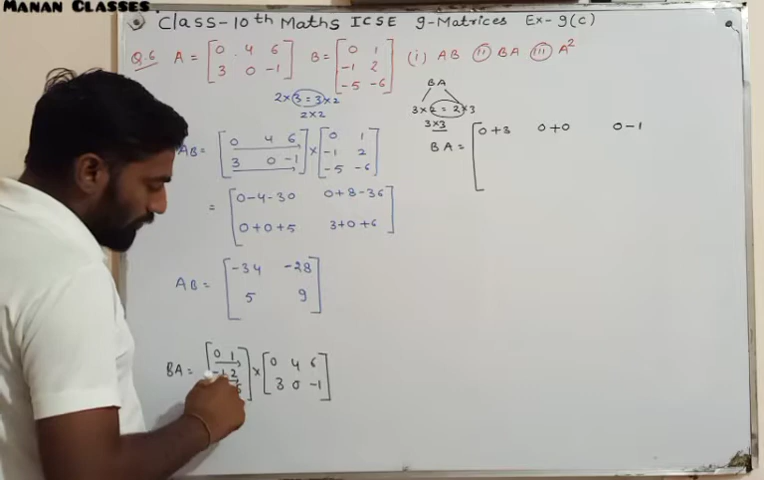 MANAN CLASSES
Class-10th Maths ICSE 9-Matrices Ex-9(c)
Q.6 A = [0 4 6 B = [0 1 (i) AB (ii) BA (iii) A²
3 0 -1] -1 2
-5 -6]
2×3 = 3×2
2×2
AB = [0 4 6 × [0 1
3 0 -1] -1 2
-5 -6]
= [0-4-30 0+8-36
0+0+5 3+0+6]
AB = [-34 -28
5 9]
BA = [0 1 × [0 4 6
-1 2 3 0 -1]
BA
3×2 = 2×3
3×3
BA = [0+3 0+0 0-1